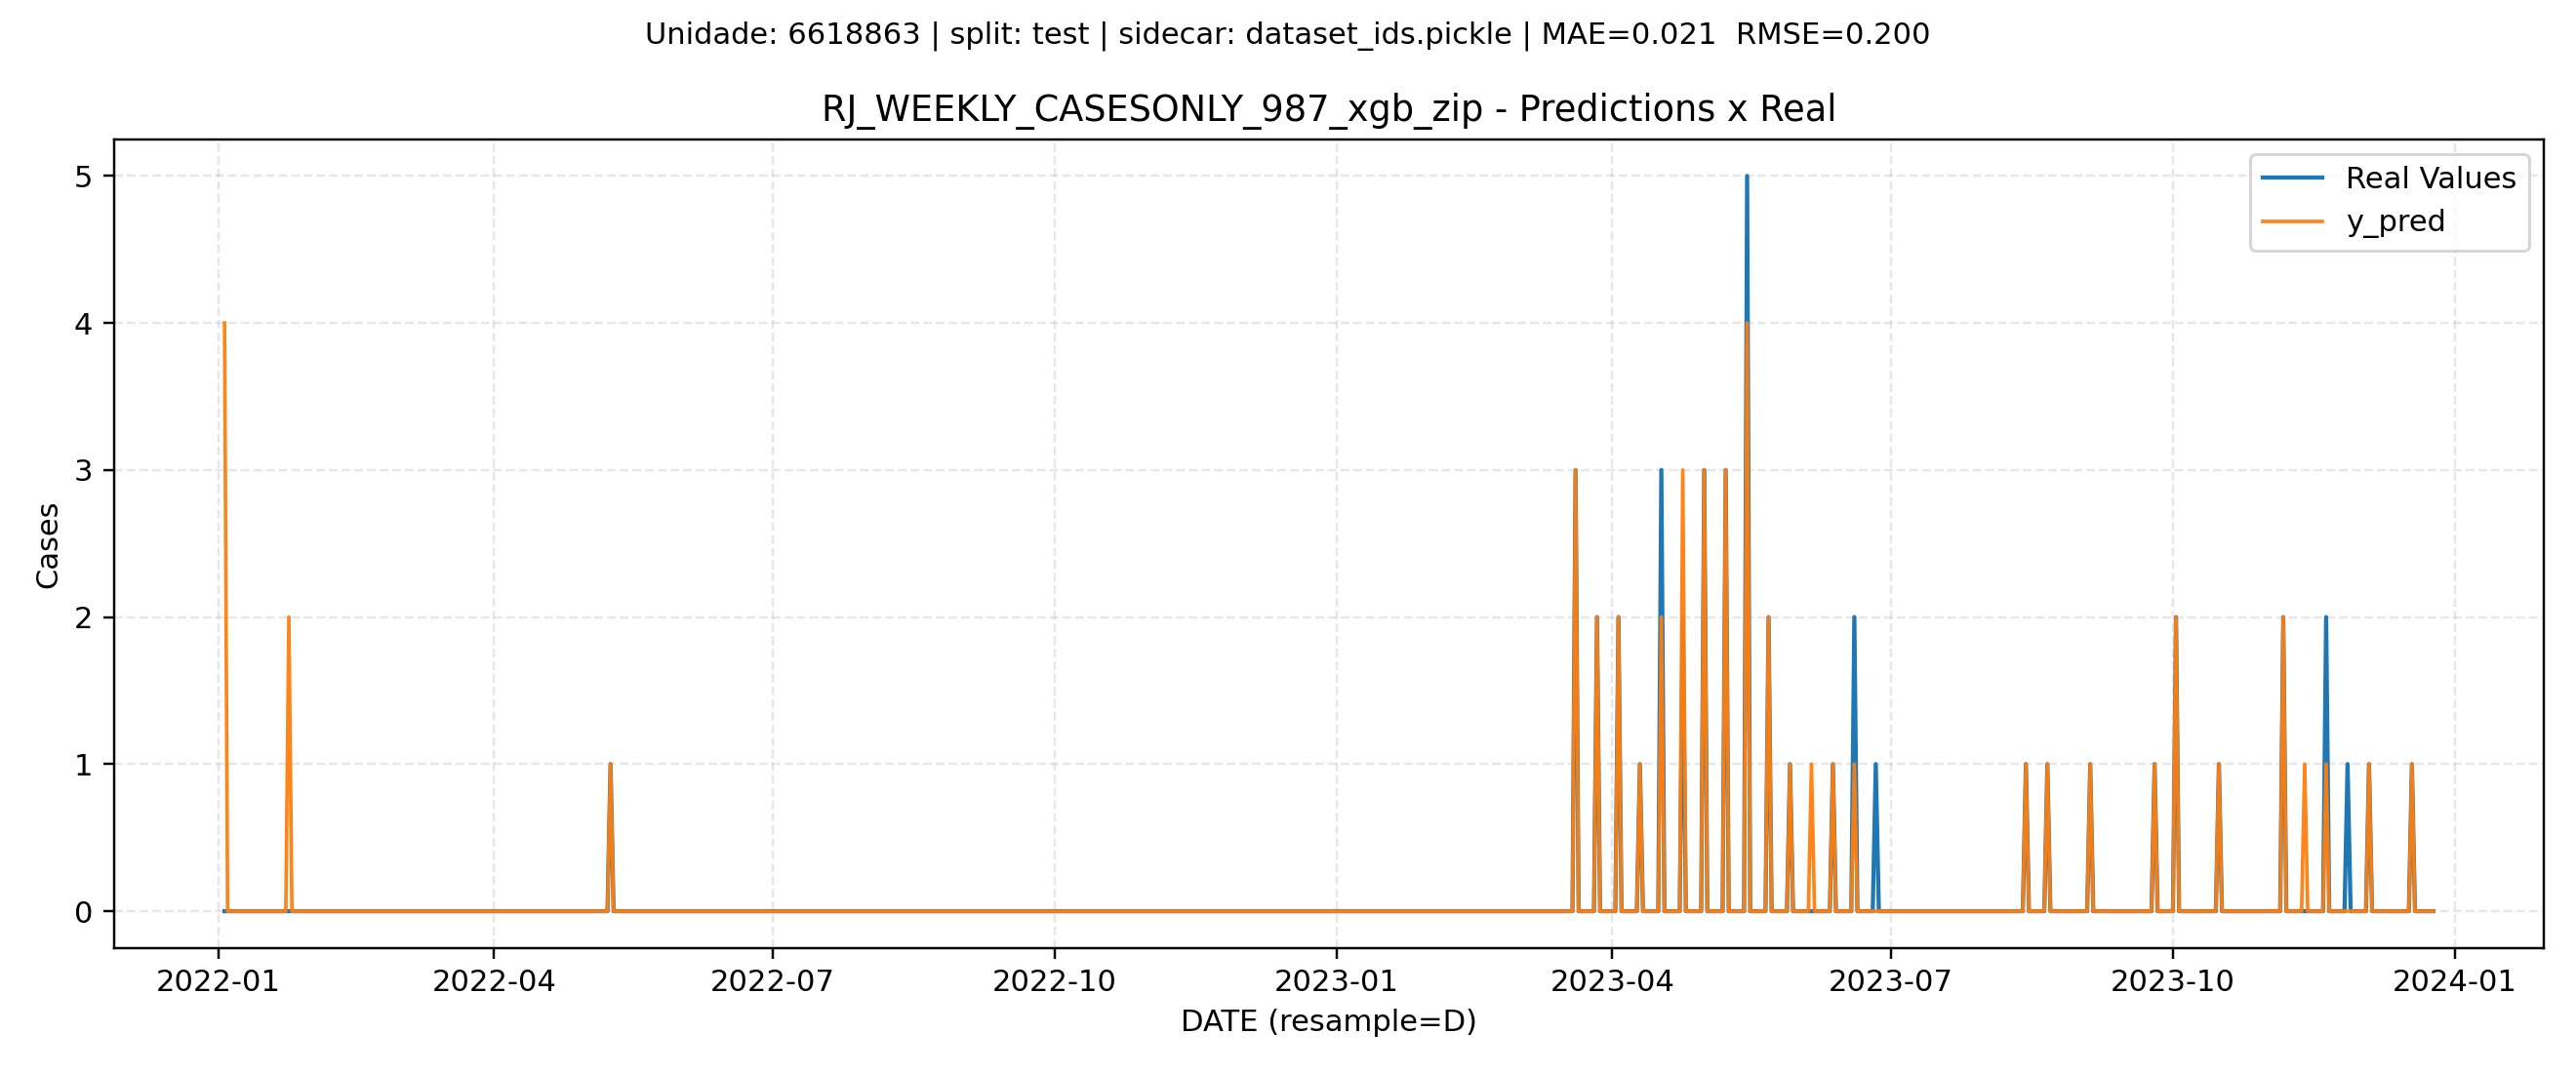 Unidade: 6618863 | split: test | sidecar: dataset_ids.pickle | MAE=0.021  RMSE=0.200
RJ_WEEKLY_CASESONLY_987_xgb_zip - Predictions x Real
Real Values
y_pred
5
4
3
2
1
0
Cases
2022-01
2022-04
2022-07
2022-10
2023-01
2023-04
2023-07
2023-10
2024-01
DATE (resample=D)